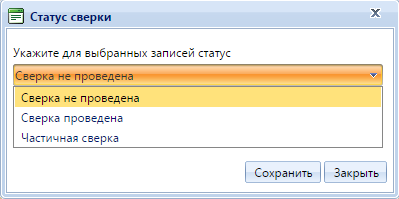 Статус сверки
Укажите для выбранных записей статус
Сверка не проведена
Сверка не проведена
Сверка проведена
Частичная сверка
Сохранить Закрыть